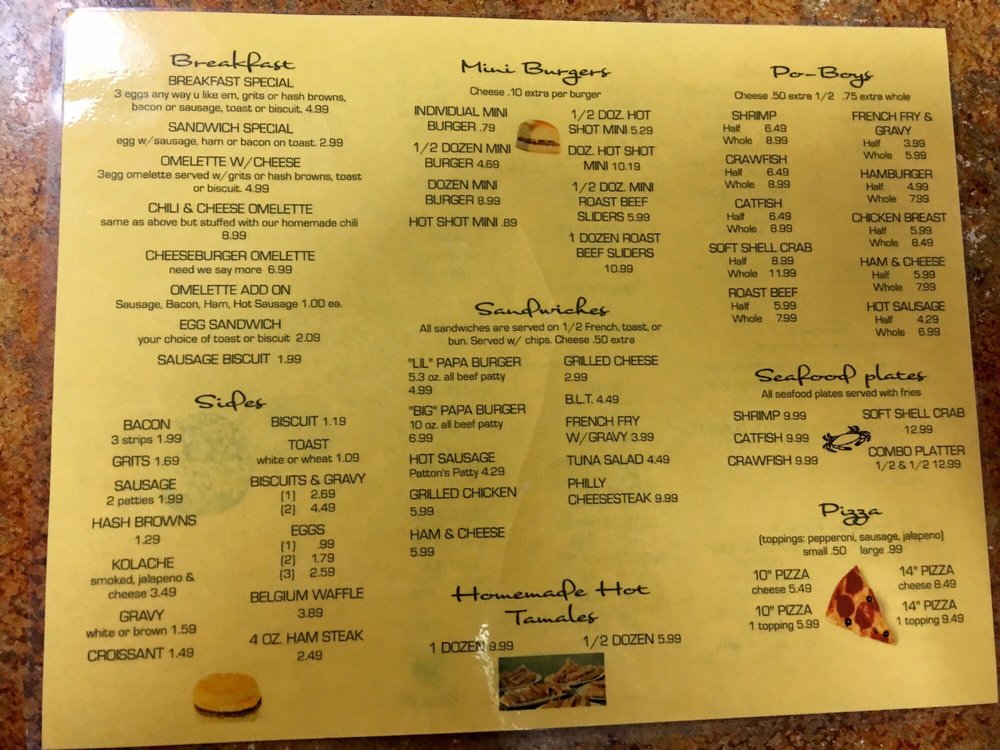 Breakfast
BREAKFAST SPECIAL
3 eggs any way u like em, grits or hash browns,
bacon or sausage, toast or biscuit. 4.99
SANDWICH SPECIAL
egg w/sausage, ham or bacon on toast. 2.99
OMELETTE W/CHEESE
3egg omelette served w/grits or hash browns, toast
or biscuit. 4.99
CHILI & CHEESE OMELETTE
same as above but stuffed with our homemade chili
8.99
CHEESEBURGER OMELETTE
need we say more 6.99
OMELETTE ADD ON
Sausage, Bacon, Ham, Hot Sausage 1.00 ea.
EGG SANDWICH
your choice of toast or biscuit 2.09
SAUSAGE BISCUIT 1.99
Sides
BACON
3 strips 1.99
GRITS 1.69
SAUSAGE
2 patties 1.99
HASH BROWNS
1.29
KOLACHE
smoked, jalapeno &
cheese 3.49
GRAVY
white or brown 1.59
CROISSANT 1.49
BISCUIT 1.19
TOAST
white or wheat 1.09
BISCUITS & GRAVY
(1) 2.69
(2) 4.49
EGGS
(1) .99
(2) 1.79
(3) 2.59
BELGIUM WAFFLE
3.89
4 OZ. HAM STEAK
2.49
Mini Burgers
Cheese .10 extra per burger
INDIVIDUAL MINI
BURGER .79
1/2 DOZEN MINI
BURGER 4.69
DOZEN MINI
BURGER 8.99
HOT SHOT MINI .89
1/2 DOZ. HOT
SHOT MINI 5.29
DOZ. HOT SHOT
MINI 10.19
1/2 DOZ. MINI
ROAST BEEF
SLIDERS 5.99
1 DOZEN ROAST
BEEF SLIDERS
10.99
Sandwiches
All sandwiches are served on 1/2 French, toast, or
bun. Served w/ chips. Cheese .50 extra
"LIL" PAPA BURGER
5.3 oz. all beef patty
4.99
"BIG" PAPA BURGER
10 oz. all beef patty
6.99
HOT SAUSAGE
Patton's Patty 4.29
GRILLED CHICKEN
5.99
HAM & CHEESE
5.99
GRILLED CHEESE
2.99
B.L.T. 4.49
FRENCH FRY
W/GRAVY 3.99
TUNA SALAD 4.49
PHILLY
CHEESESTEAK 9.99
Homemade Hot
Tamales
1 DOZEN 9.99
1/2 DOZEN 5.99
Po-Boys
Cheese .50 extra 1/2 .75 extra whole
SHRIMP
Half 6.49
Whole 8.99
CRAWFISH
Half 6.49
Whole 8.99
CATFISH
Half 6.49
Whole 8.99
SOFT SHELL CRAB
Half 8.99
Whole 11.99
ROAST BEEF
Half 5.99
Whole 7.99
FRENCH FRY &
GRAVY
Half 3.99
Whole 5.99
HAMBURGER
Half 4.99
Whole 7.99
CHICKEN BREAST
Half 5.99
Whole 8.49
HAM & CHEESE
Half 5.99
Whole 7.99
HOT SAUSAGE
Half 4.29
Whole 6.99
Seafood plates
All seafood plates served with fries
SHRIMP 9.99
CATFISH 9.99
CRAWFISH 9.99
SOFT SHELL CRAB
12.99
COMBO PLATTER
1/2 & 1/2 12.99
Pizza
(toppings: pepperoni, sausage, jalapeno)
small .50 large .99
10" PIZZA
cheese 5.49
10" PIZZA
1 topping 5.99
14" PIZZA
cheese 8.49
14" PIZZA
1 topping 9.49